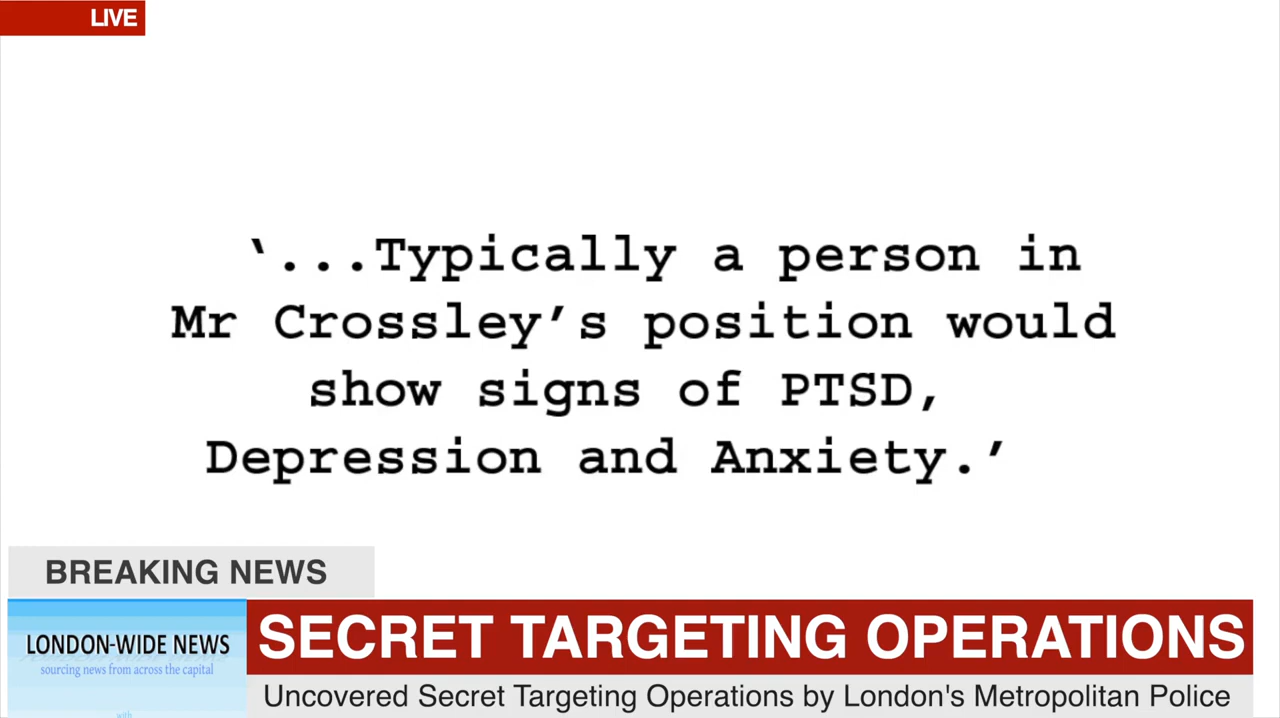 LIVE
‘...Typically a person in
Mr Crossley’s position would
show signs of PTSD,
Depression and Anxiety.’
BREAKING NEWS
LONDON-WIDE NEWS
sourcing news from across the capital
with
SECRET TARGETING OPERATIONS
Uncovered Secret Targeting Operations by London's Metropolitan Police